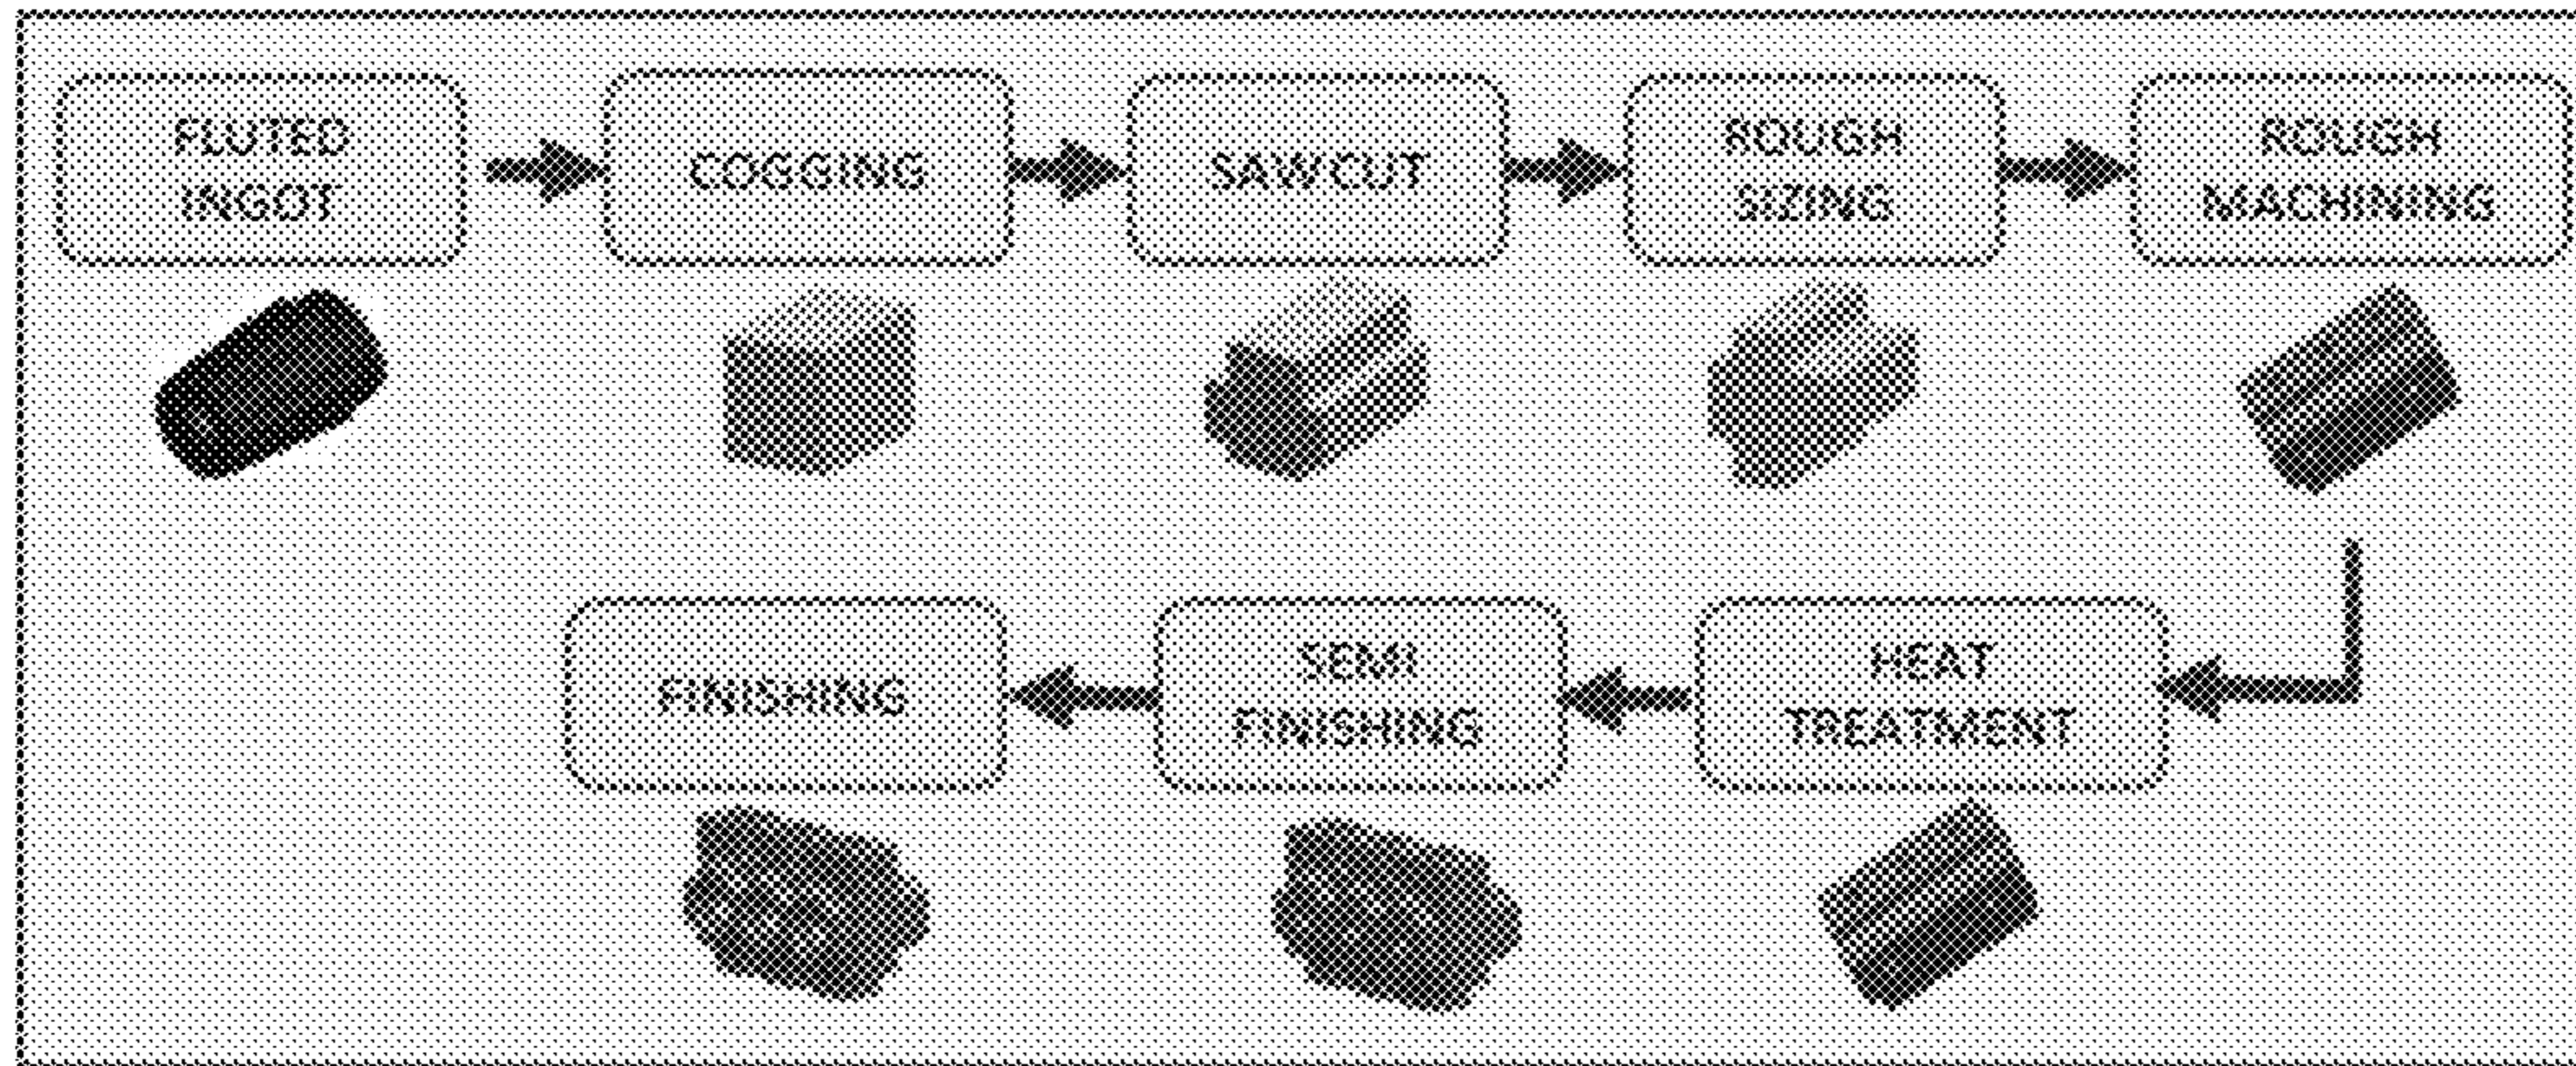 FLUTED
INGOT
COGGING
SAWCUT
ROUGH
SIZING
ROUGH
MACHINING
HEAT
TREATMENT
SEMI
FINISHING
FINISHING